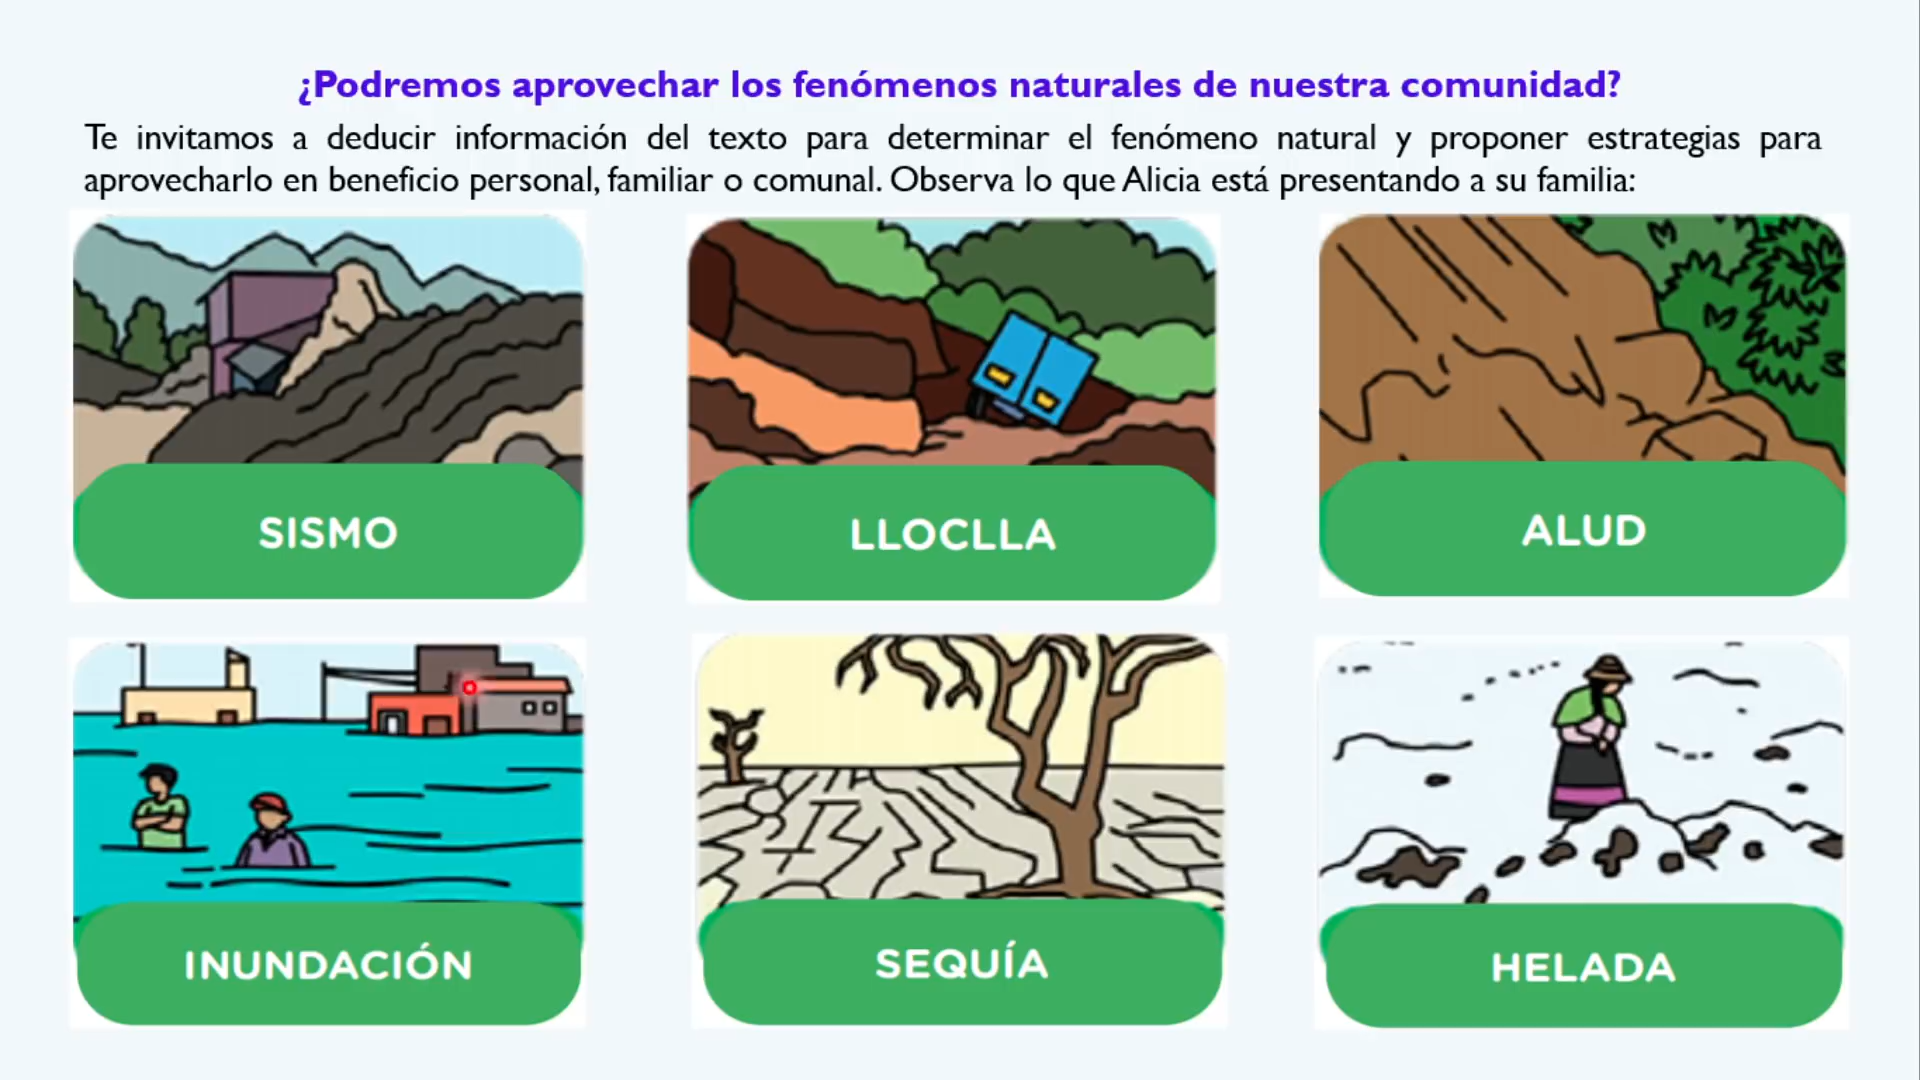 ¿Podremos aprovechar los fenómenos naturales de nuestra comunidad?
Te invitamos a deducir información del texto para determinar el fenómeno natural y proponer estrategias para
aprovecharlo en beneficio personal, familiar o comunal. Observa lo que Alicia está presentando a su familia:
SISMO
LLOCLLA
ALUD
INUNDACIÓN
SEQUÍA
HELADA